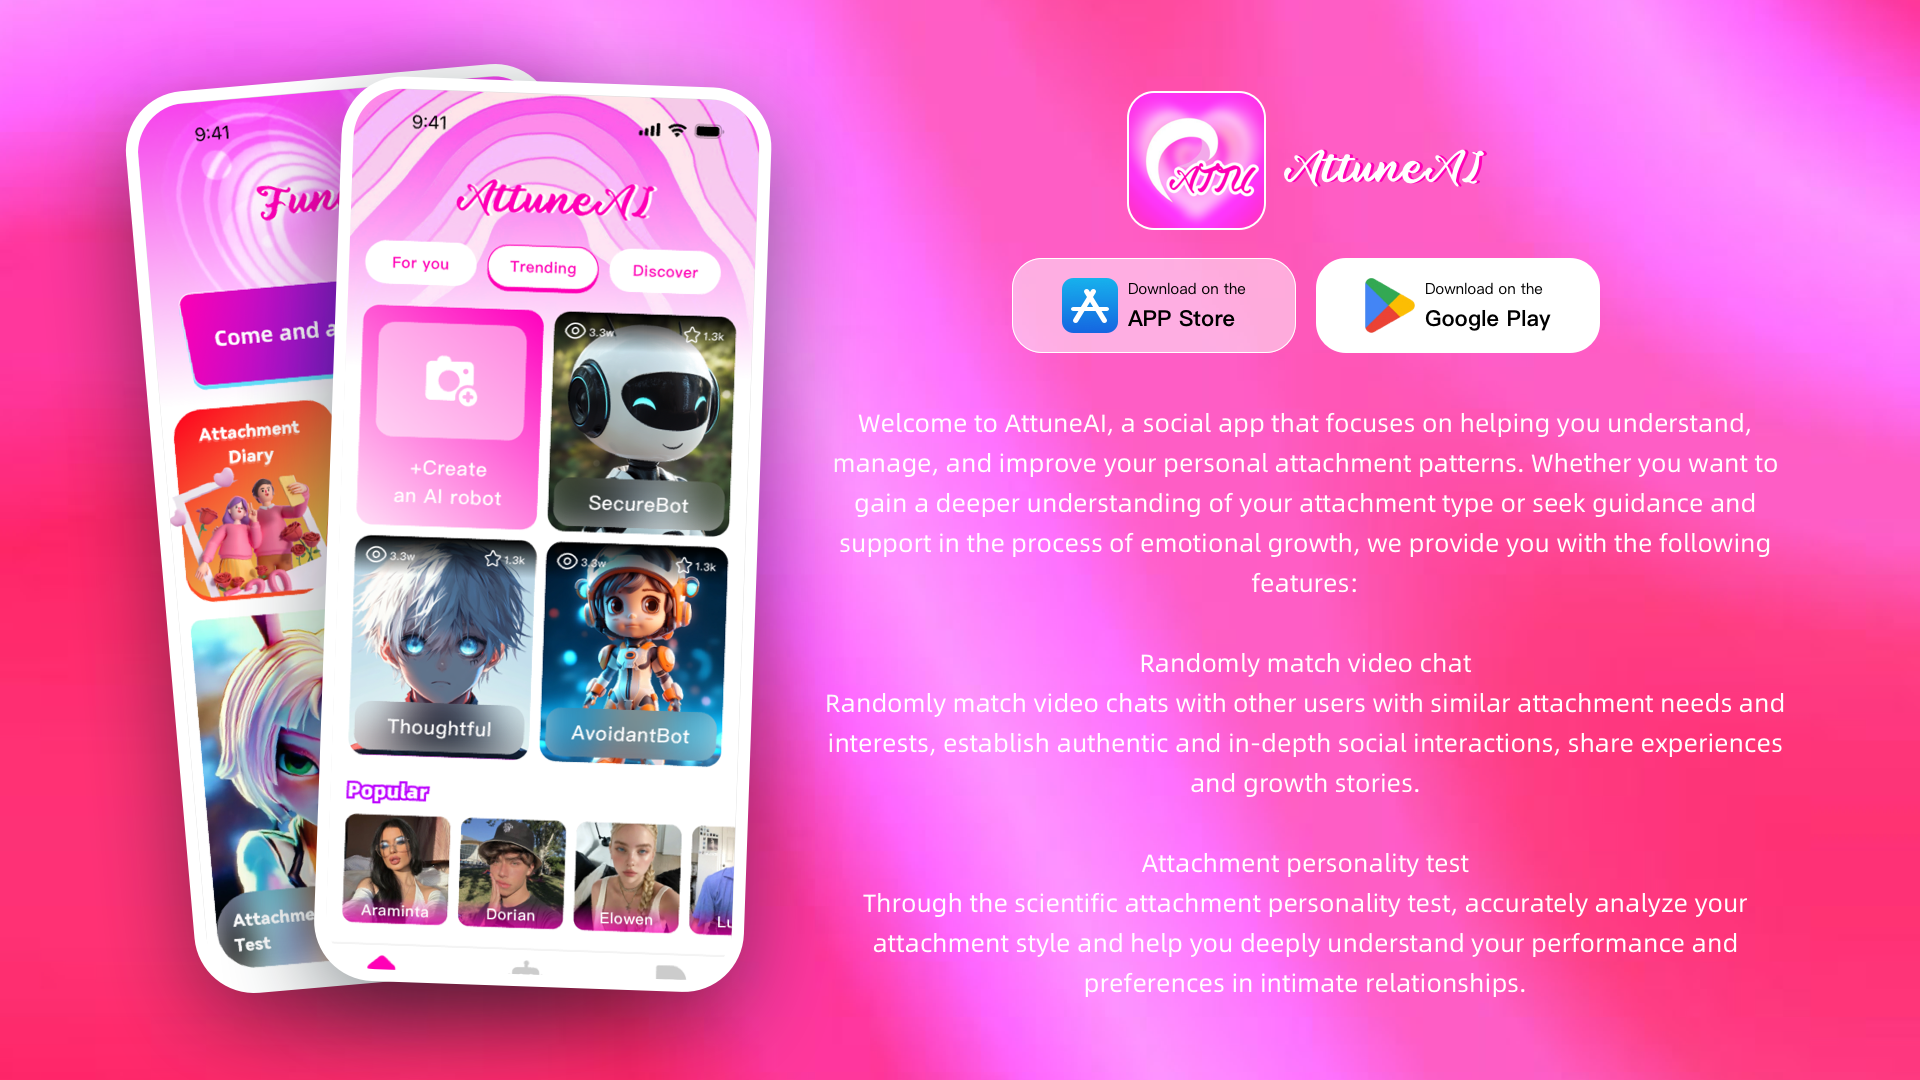 9:41
Fun
Come and a
Attachment
Diary
Attachme
Test
9:41
AttuneAI
For you
Trending
Discover
+Create
an AI robot
3.3w
1.3k
SecureBot
3.3w
1.3k
Thoughtful
3.3w
1.3k
AvoidantBot
Popular
Araminta
Dorian
Elowen
Lu
ATTU
AttuneAI
Download on the
APP Store
Download on the
Google Play
Welcome to AttuneAI, a social app that focuses on helping you understand,
manage, and improve your personal attachment patterns. Whether you want to
gain a deeper understanding of your attachment type or seek guidance and
support in the process of emotional growth, we provide you with the following
features:
Randomly match video chat
Randomly match video chats with other users with similar attachment needs and
interests, establish authentic and in-depth social interactions, share experiences
and growth stories.
Attachment personality test
Through the scientific attachment personality test, accurately analyze your
attachment style and help you deeply understand your performance and
preferences in intimate relationships.